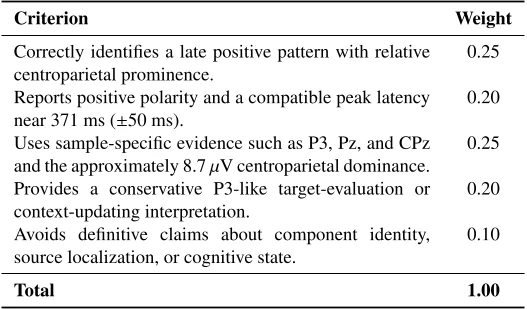 Criterion Weight
Correctly identifies a late positive pattern with relative 0.25
centroparietal prominence.
Reports positive polarity and a compatible peak latency 0.20
near 371 ms (±50 ms).
Uses sample-specific evidence such as P3, Pz, and CPz 0.25
and the approximately 8.7 μV centroparietal dominance.
Provides a conservative P3-like target-evaluation or 0.20
context-updating interpretation.
Avoids definitive claims about component identity, 0.10
source localization, or cognitive state.
Total 1.00